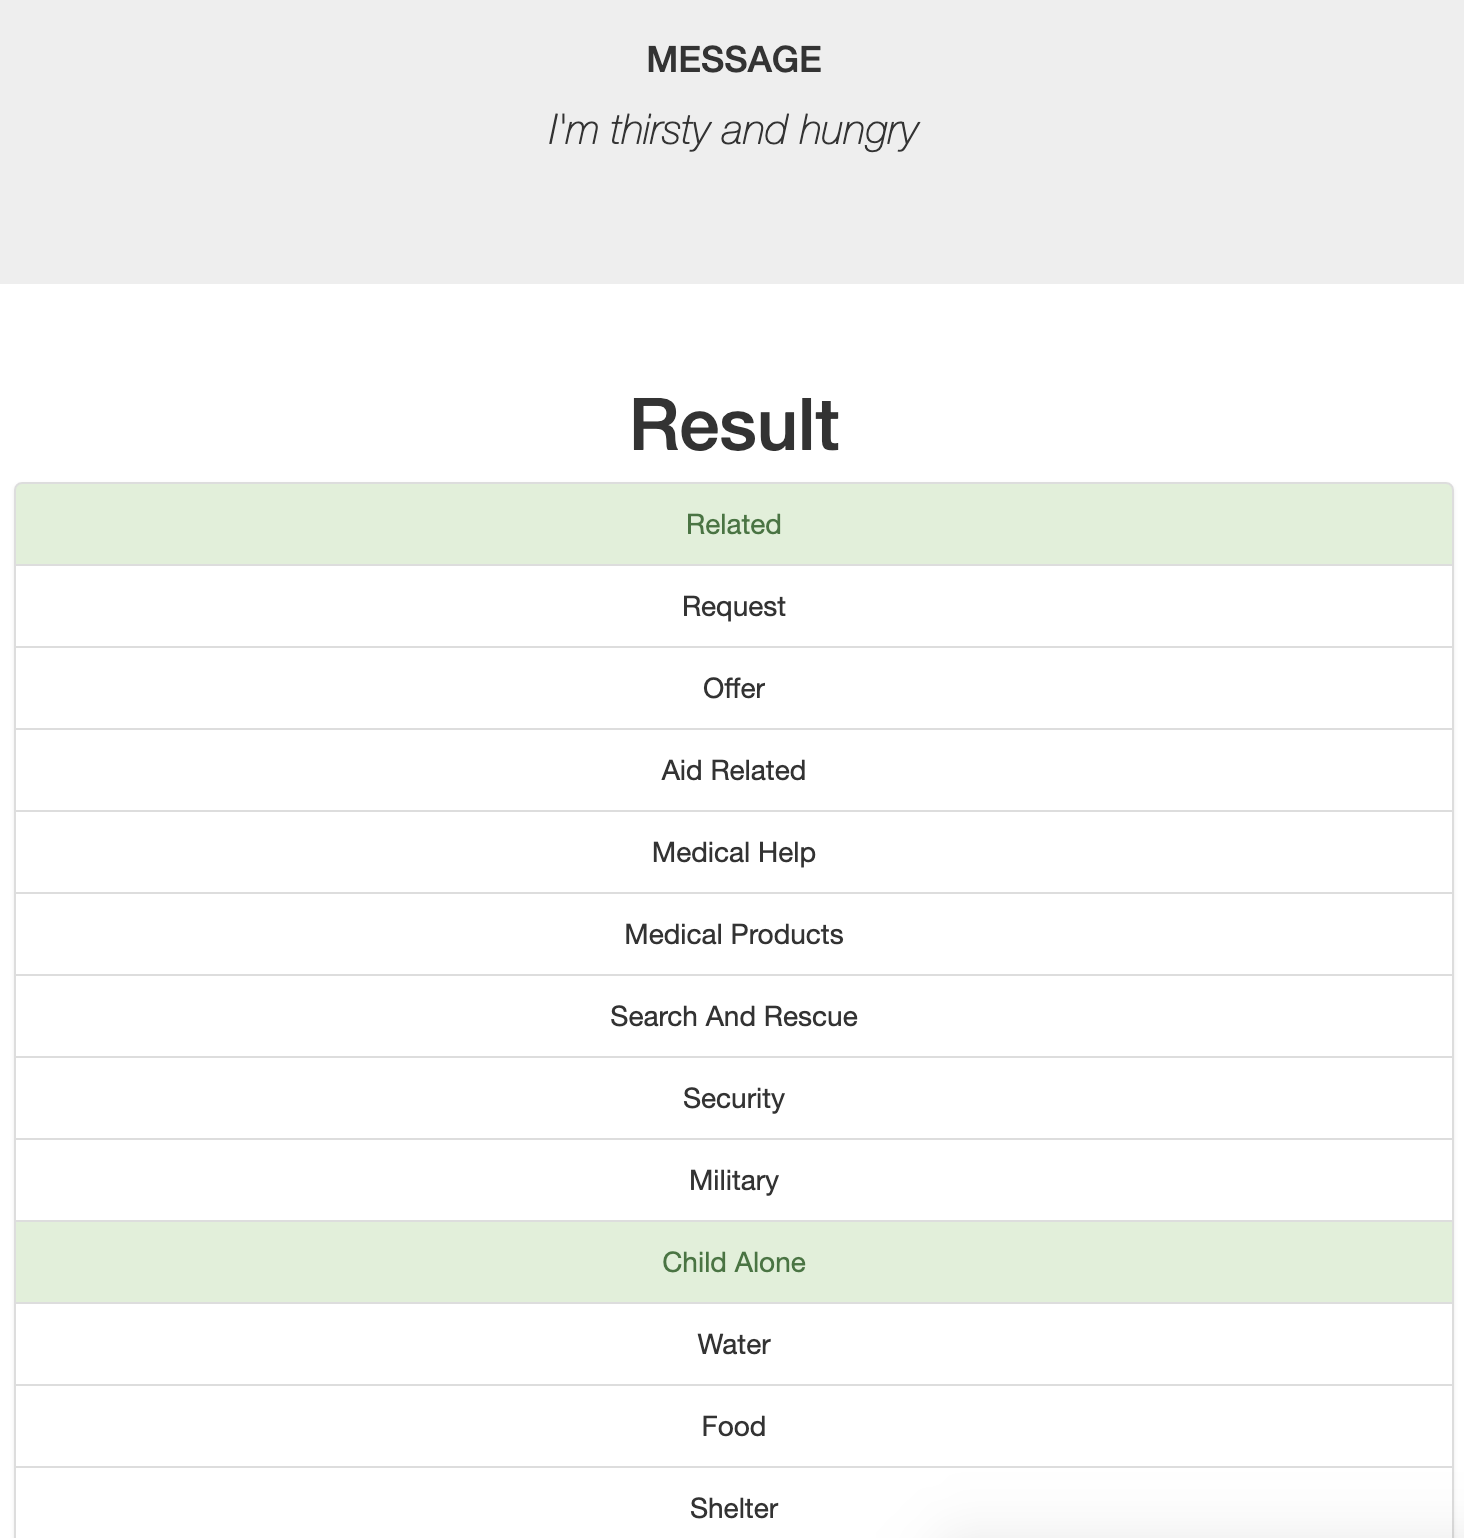 MESSAGE
I'm thirsty and hungry
Result
Related
Request
Offer
Aid Related
Medical Help
Medical Products
Search And Rescue
Security
Military
Child Alone
Water
Food
Shelter